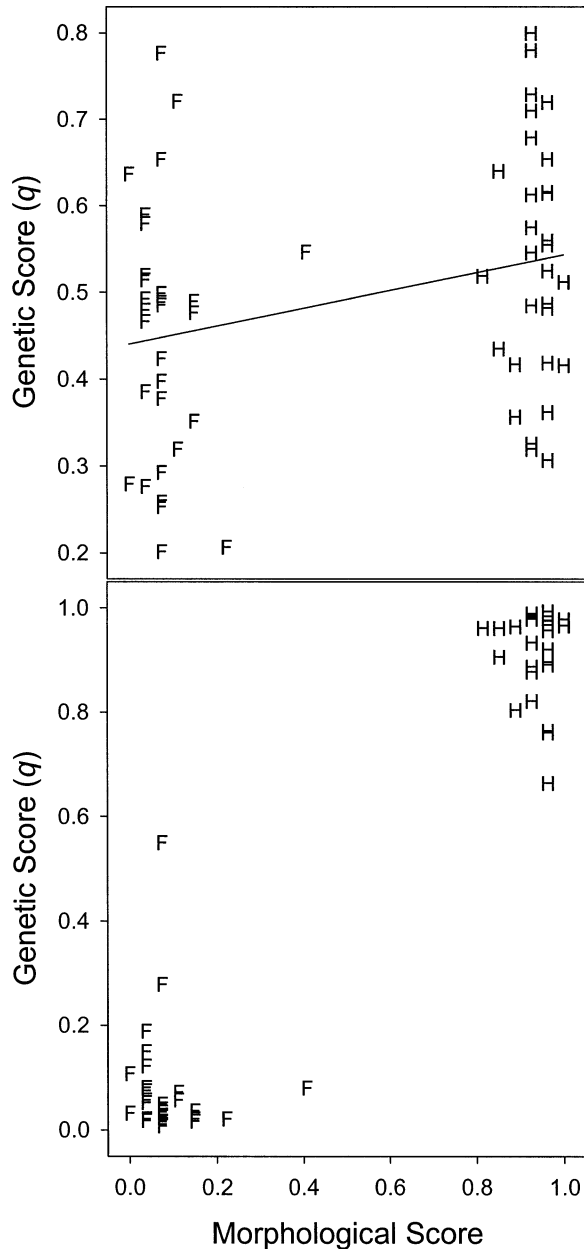 0.8
0.7
0.6
0.5
0.4
0.3
0.2
Genetic Score (q)
F F F F F F F F F F F F F F F F F F F F F F F F F F F F F F F F
H H H H H H H H H H H H H H H H H H H H H H H H H H H H H H
1.0
0.8
0.6
0.4
0.2
0.0
Genetic Score (q)
F F F F F F F F F F F F F F F F F F F F F F
H H H H H H H H H H H H H H H H H H H H H H
0.0 0.2 0.4 0.6 0.8 1.0
Morphological Score